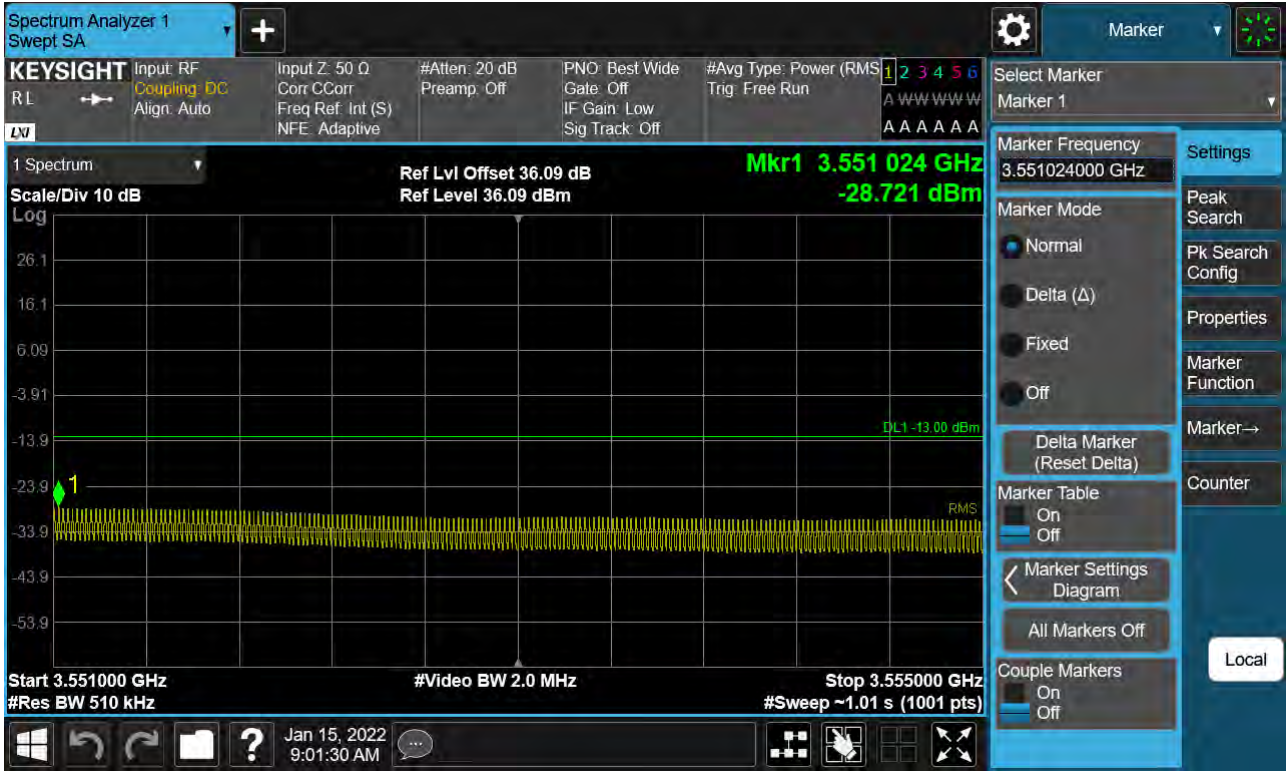 Spectrum Analyzer 1
Swept SA
+
Marker
KEYSIGHT
RL
LXI
Input: RF
Coupling: DC
Align: Auto
Input Z: 50 Ω
Corr CCorr
Freq Ref: Int (S)
NFE: Adaptive
#Atten: 20 dB
Preamp: Off
PNO: Best Wide
Gate: Off
IF Gain: Low
Sig Track: Off
#Avg Type: Power (RMS
Trig: Free Run
1 2 3 4 5 6
A W W W W W
A A A A A A
Select Marker
Marker 1
1 Spectrum
Scale/Div 10 dB
Log
Ref Lvl Offset 36.09 dB
Ref Level 36.09 dBm
Mkr1 3.551 024 GHz
-28.721 dBm
26.1
16.1
6.09
-3.91
-13.9
-23.9
-33.9
-43.9
-53.9
DL1 -13.00 dBm
1
RMS
Start 3.551000 GHz
#Res BW 510 kHz
#Video BW 2.0 MHz
Stop 3.555000 GHz
#Sweep ~1.01 s (1001 pts)
Marker Frequency
3.551024000 GHz
Marker Mode
Normal
Delta (Δ)
Fixed
Off
Delta Marker
(Reset Delta)
Marker Table
On
Off
Marker Settings
Diagram
All Markers Off
Couple Markers
On
Off
Settings
Peak
Search
Pk Search
Config
Properties
Marker
Function
Marker→
Counter
Local
?
Jan 15, 2022
9:01:30 AM